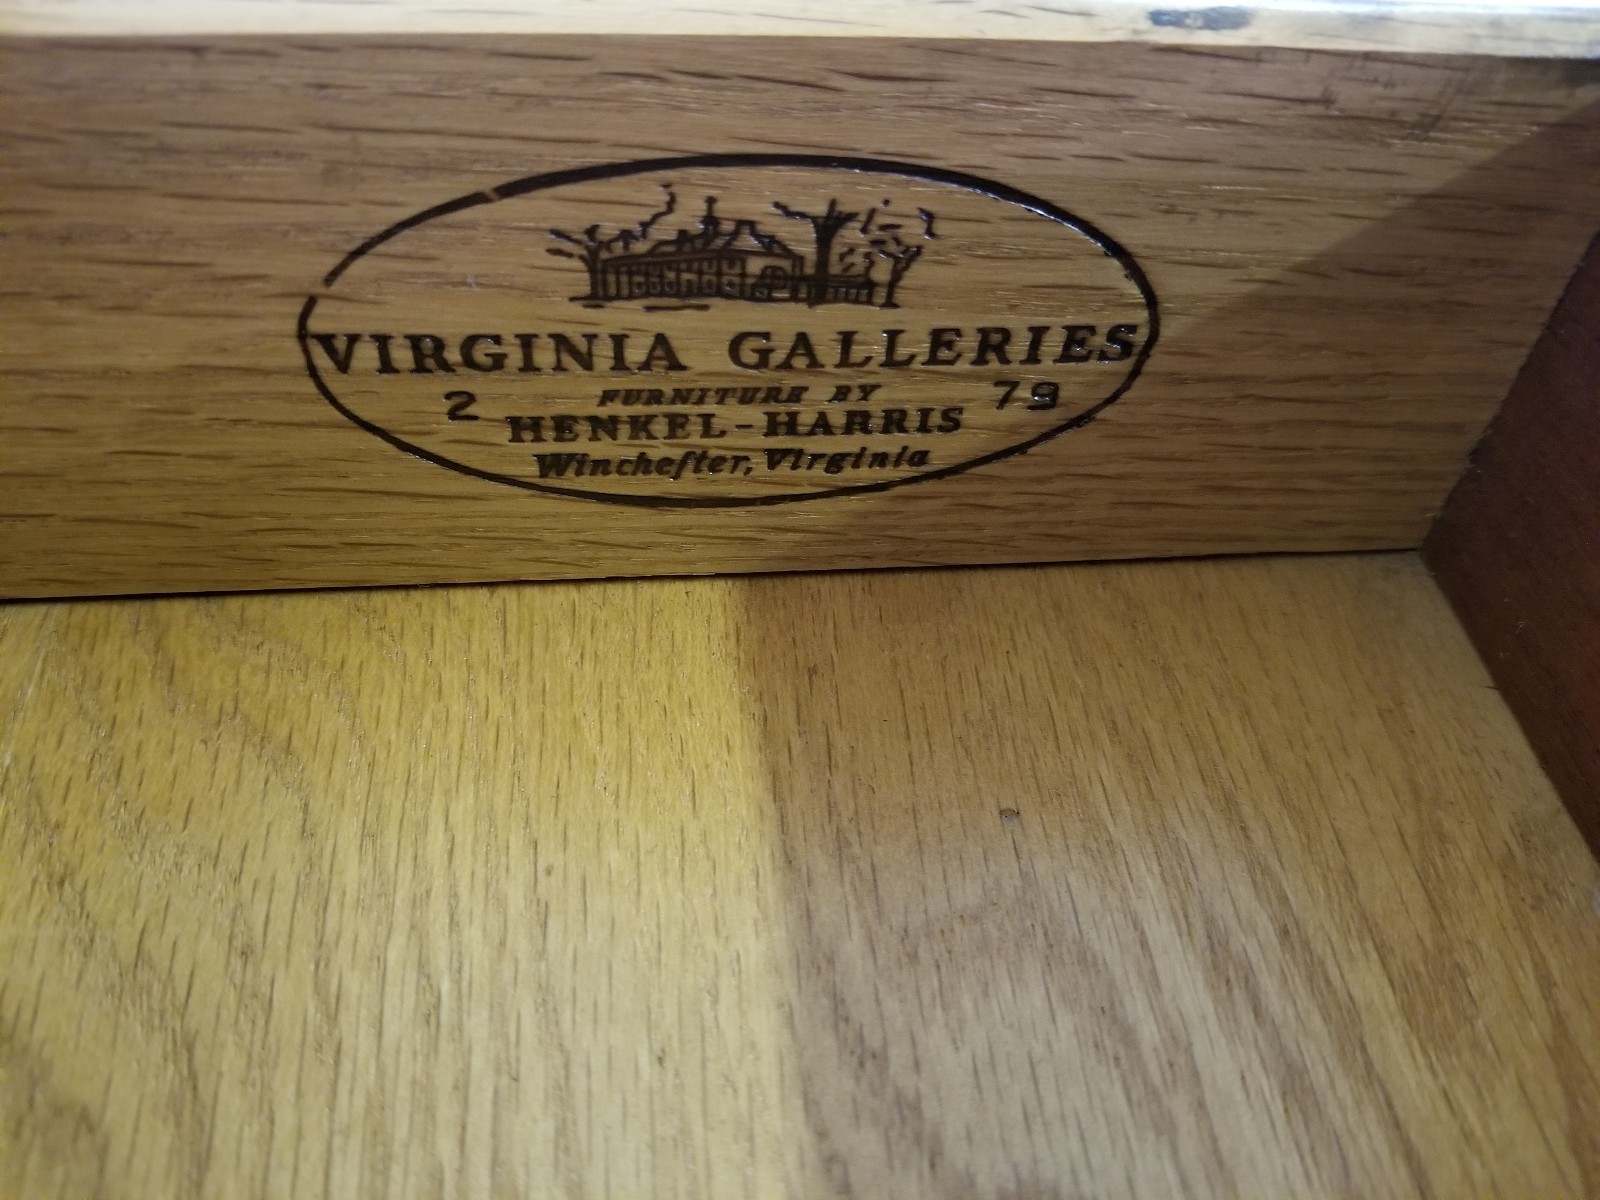 VIRGINIA GALLERIES
2 FURNITURE BY 79
HENKEL-HARRIS
Winchefter, Virginia